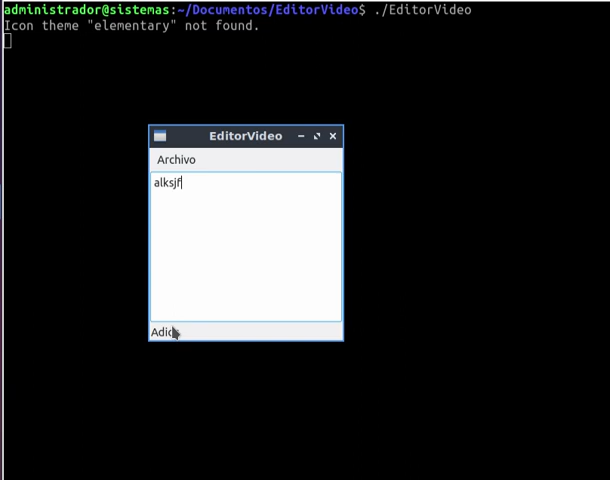 administrador@sistemas:~/Documentos/EditorVideo$ ./EditorVideo
Icon theme "elementary" not found.
EditorVideo
Archivo
alksjf